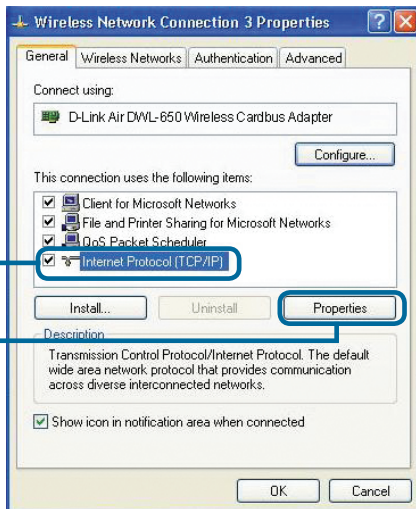 Wireless Network Connection 3 Properties
General Wireless Networks Authentication Advanced
Connect using:
D-Link Air DWL-650 Wireless Cardbus Adapter
Configure...
This connection uses the following items:
Client for Microsoft Networks
File and Printer Sharing for Microsoft Networks
QoS Packet Scheduler
Internet Protocol (TCP/IP)
Install... Uninstall Properties
Description
Transmission Control Protocol/Internet Protocol. The default
wide area network protocol that provides communication
across diverse interconnected networks.
Show icon in notification area when connected
OK Cancel